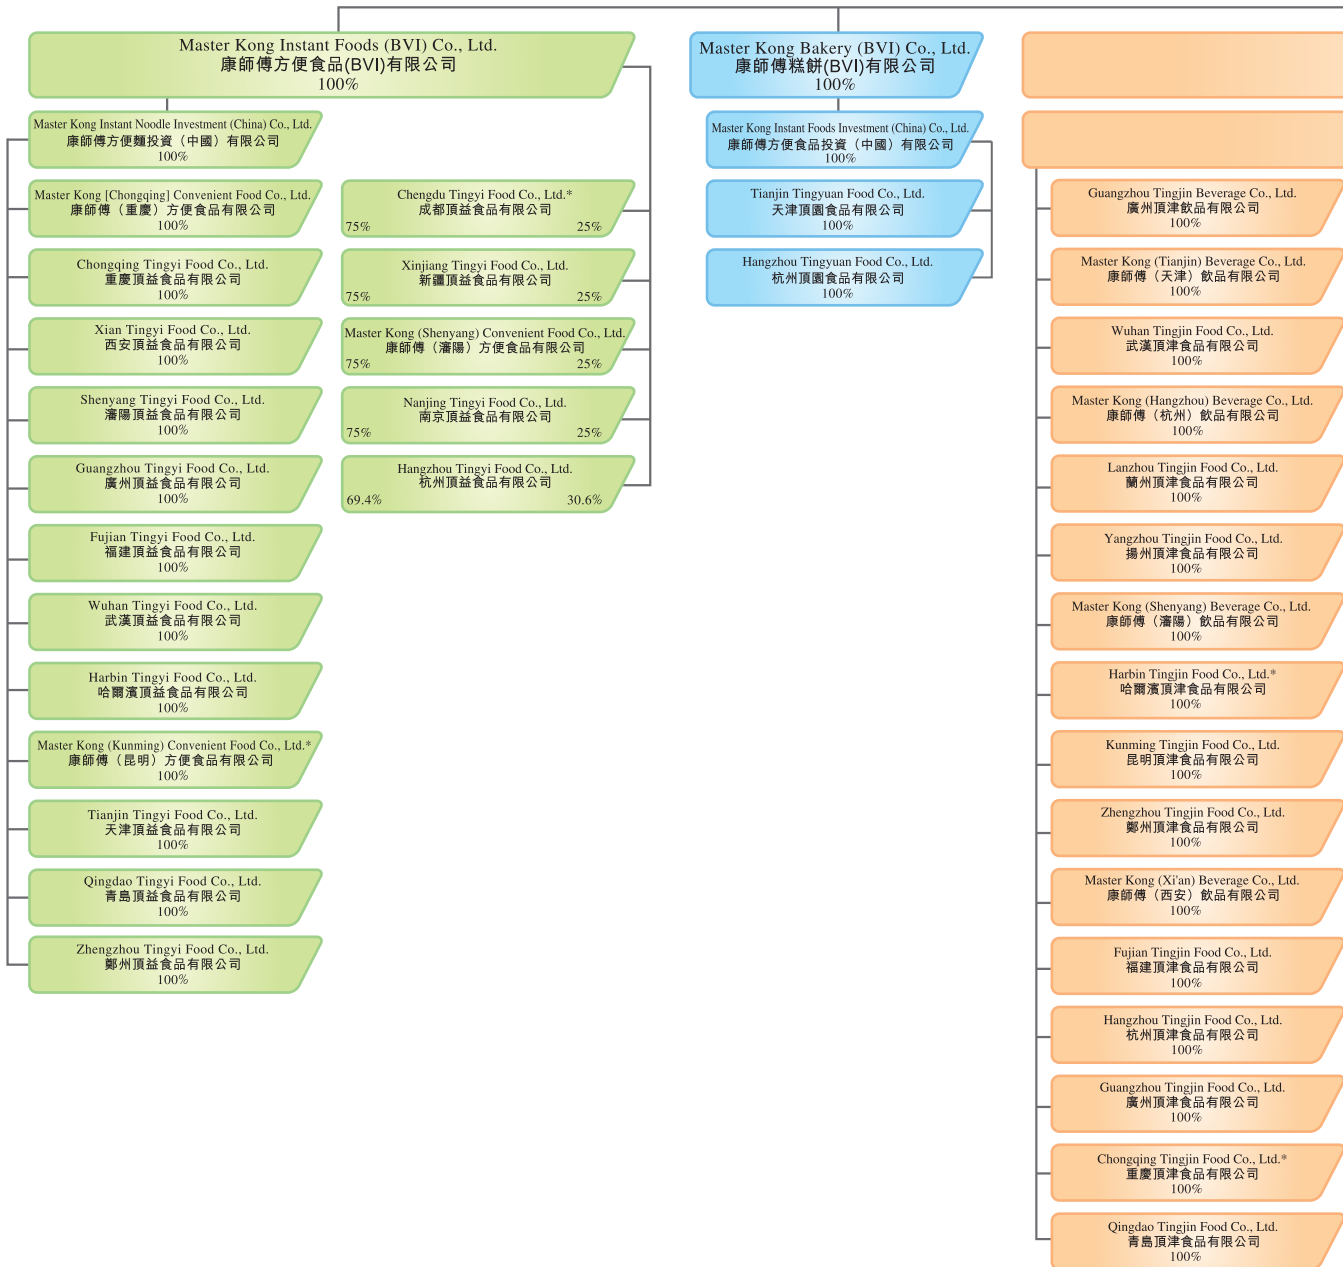 Master Kong Instant Foods (BVI) Co., Ltd.
康師傅方便食品(BVI)有限公司
100%
Master Kong Instant Noodle Investment (China) Co., Ltd.
康師傅方便麵投資（中國）有限公司
100%
Master Kong [Chongqing] Convenient Food Co., Ltd.
康師傅（重慶）方便食品有限公司
100%
Chongqing Tingyi Food Co., Ltd.
重慶頂益食品有限公司
100%
Xian Tingyi Food Co., Ltd.
西安頂益食品有限公司
100%
Shenyang Tingyi Food Co., Ltd.
瀋陽頂益食品有限公司
100%
Guangzhou Tingyi Food Co., Ltd.
廣州頂益食品有限公司
100%
Fujian Tingyi Food Co., Ltd.
福建頂益食品有限公司
100%
Wuhan Tingyi Food Co., Ltd.
武漢頂益食品有限公司
100%
Harbin Tingyi Food Co., Ltd.
哈爾濱頂益食品有限公司
100%
Master Kong (Kunming) Convenient Food Co., Ltd.*
康師傅（昆明）方便食品有限公司
100%
Tianjin Tingyi Food Co., Ltd.
天津頂益食品有限公司
100%
Qingdao Tingyi Food Co., Ltd.
青島頂益食品有限公司
100%
Zhengzhou Tingyi Food Co., Ltd.
鄭州頂益食品有限公司
100%
Chengdu Tingyi Food Co., Ltd.*
成都頂益食品有限公司
75% 25%
Xinjiang Tingyi Food Co., Ltd.
新疆頂益食品有限公司
75% 25%
Master Kong (Shenyang) Convenient Food Co., Ltd.
康師傅（瀋陽）方便食品有限公司
75% 25%
Nanjing Tingyi Food Co., Ltd.
南京頂益食品有限公司
75% 25%
Hangzhou Tingyi Food Co., Ltd.
杭州頂益食品有限公司
69.4% 30.6%
Master Kong Bakery (BVI) Co., Ltd.
康師傅糕餅(BVI)有限公司
100%
Master Kong Instant Foods Investment (China) Co., Ltd.
康師傅方便食品投資（中國）有限公司
100%
Tianjin Tingyuan Food Co., Ltd.
天津頂園食品有限公司
100%
Hangzhou Tingyuan Food Co., Ltd.
杭州頂園食品有限公司
100%
Guangzhou Tingjin Beverage Co., Ltd.
廣州頂津飲品有限公司
100%
Master Kong (Tianjin) Beverage Co., Ltd.
康師傅（天津）飲品有限公司
100%
Wuhan Tingjin Food Co., Ltd.
武漢頂津食品有限公司
100%
Master Kong (Hangzhou) Beverage Co., Ltd.
康師傅（杭州）飲品有限公司
100%
Lanzhou Tingjin Food Co., Ltd.
蘭州頂津食品有限公司
100%
Yangzhou Tingjin Food Co., Ltd.
揚州頂津食品有限公司
100%
Master Kong (Shenyang) Beverage Co., Ltd.
康師傅（瀋陽）飲品有限公司
100%
Harbin Tingjin Food Co., Ltd.*
哈爾濱頂津食品有限公司
100%
Kunming Tingjin Food Co., Ltd.
昆明頂津食品有限公司
100%
Zhengzhou Tingjin Food Co., Ltd.
鄭州頂津食品有限公司
100%
Master Kong (Xi'an) Beverage Co., Ltd.
康師傅（西安）飲品有限公司
100%
Fujian Tingjin Food Co., Ltd.
福建頂津食品有限公司
100%
Hangzhou Tingjin Food Co., Ltd.
杭州頂津食品有限公司
100%
Guangzhou Tingjin Food Co., Ltd.
廣州頂津食品有限公司
100%
Chongqing Tingjin Food Co., Ltd.*
重慶頂津食品有限公司
100%
Qingdao Tingjin Food Co., Ltd.
青島頂津食品有限公司
100%